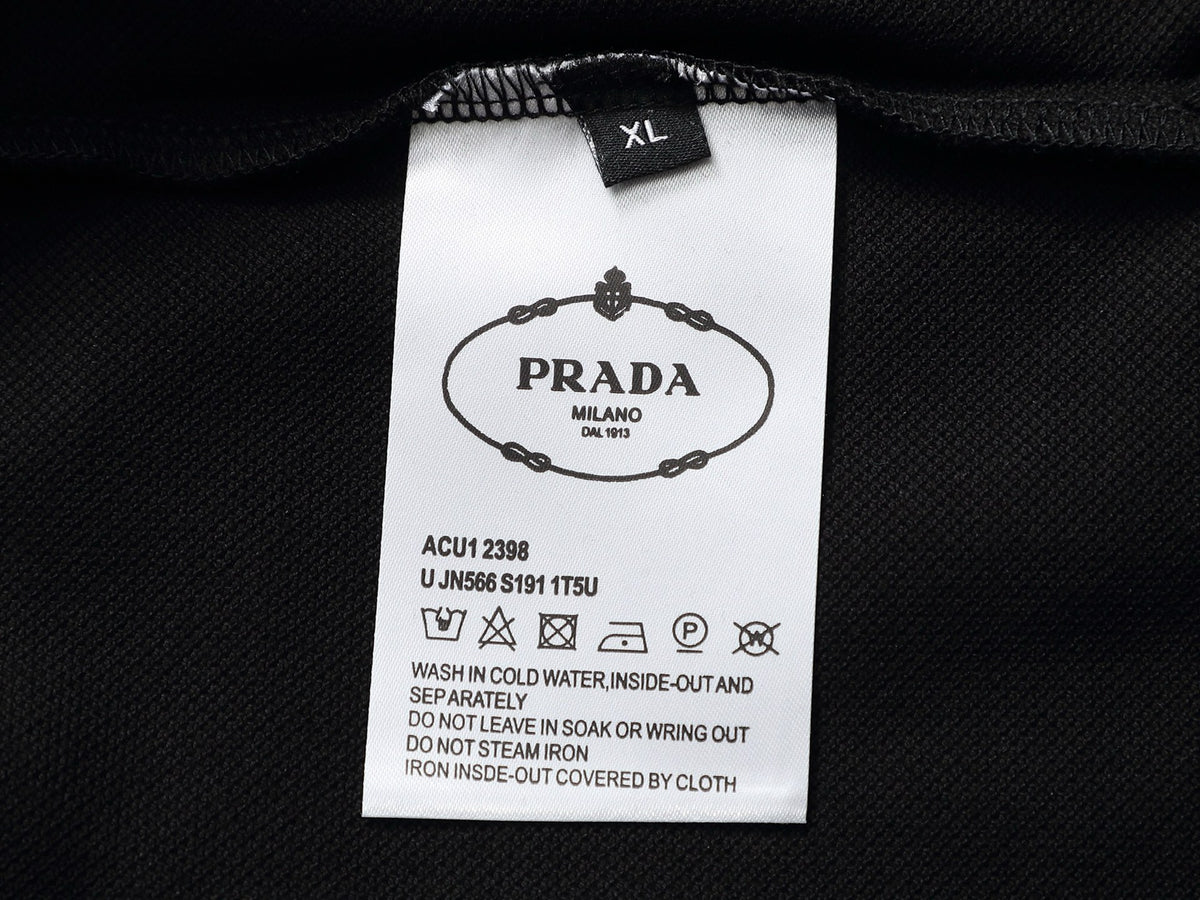 XL
PRADA
MILANO
DAL 1913
ACU1 2398
U JN566 S191 1T5U
P
W
WASH IN COLD WATER,INSIDE-OUT AND
SEPARATELY
DO NOT LEAVE IN SOAK OR WRING OUT
DO NOT STEAM IRON
IRON INSDE-OUT COVERED BY CLOTH